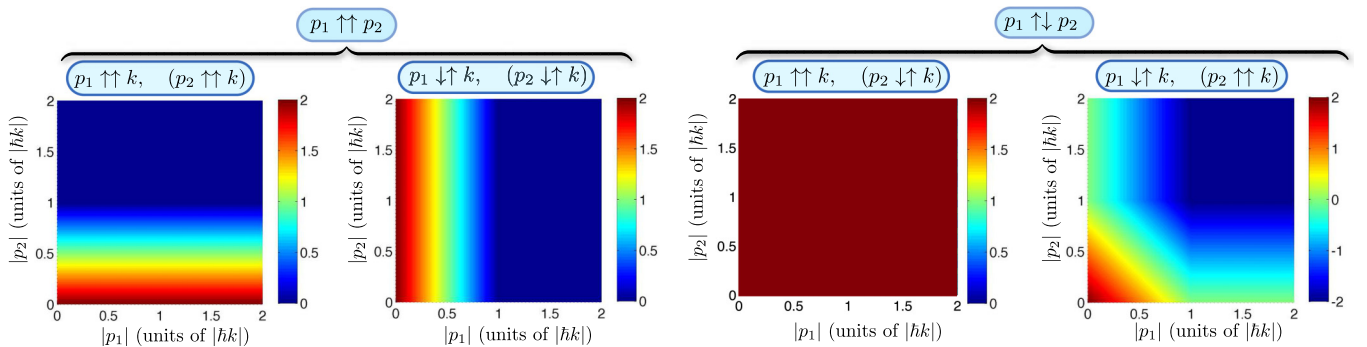 p₁ ↑↑ p₂
p₁ ↑↓ p₂
p₁ ↑↑ k, (p₂ ↑↑ k)
p₁ ↓↑ k, (p₂ ↓↑ k)
p₁ ↑↑ k, (p₂ ↓↑ k)
p₁ ↓↑ k, (p₂ ↑↑ k)
|p₂| (units of |ħk|)
2
1.5
1
0.5
0
0 0.5 1 1.5 2
|p₁| (units of |ħk|)
2
1.5
1
0.5
0
|p₂| (units of |ħk|)
2
1.5
1
0.5
0
0 0.5 1 1.5 2
|p₁| (units of |ħk|)
2
1.5
1
0.5
0
|p₂| (units of |ħk|)
2
1.5
1
0.5
0
0 0.5 1 1.5 2
|p₁| (units of |ħk|)
2
1.5
1
0.5
0
|p₂| (units of |ħk|)
2
1.5
1
0.5
0
0 0.5 1 1.5 2
|p₁| (units of |ħk|)
2
1
0
-1
-2